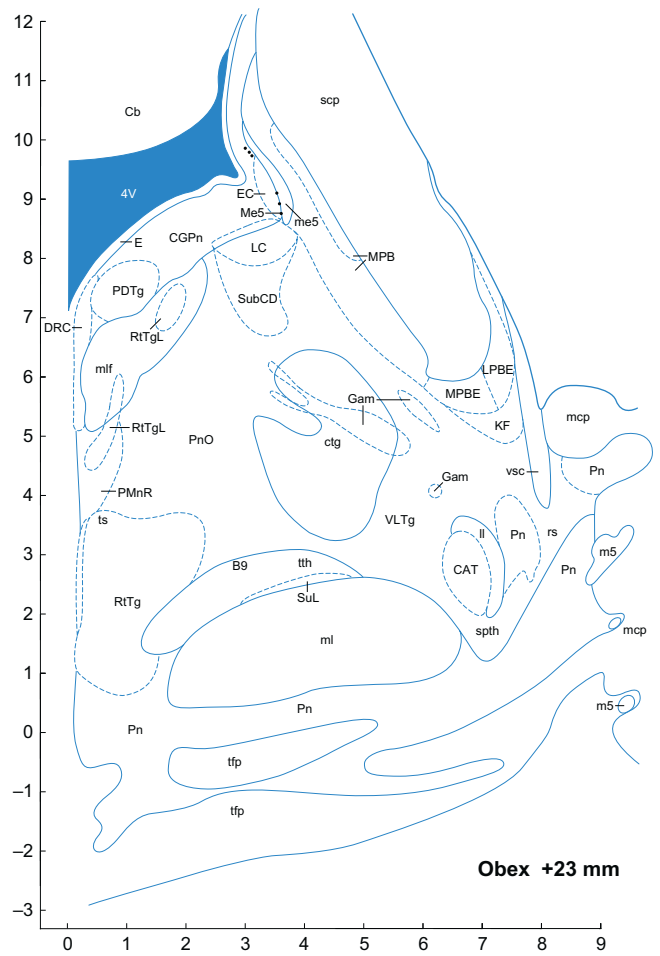 12
11
scp
Cb
10
4V
EC
9
Me5
me5
E
CGPn
LC
8
MPB
PDTg
SubCD
7
DRC
RtTgL
LPBE
mlf
6
MPBE
Gam
mcp
RtTgL
KF
5
PnO
ctg
Gam
vsc
Pn
4
PMnR
ts
VLTg
ll
Pn
rs
3
m5
B9
tth
CAT
Pn
RtTg
SuL
2
spth
mcp
ml
1
Pn
m5
0
Pn
tfp
–1
tfp
–2
Obex +23 mm
–3
0 1 2 3 4 5 6 7 8 9